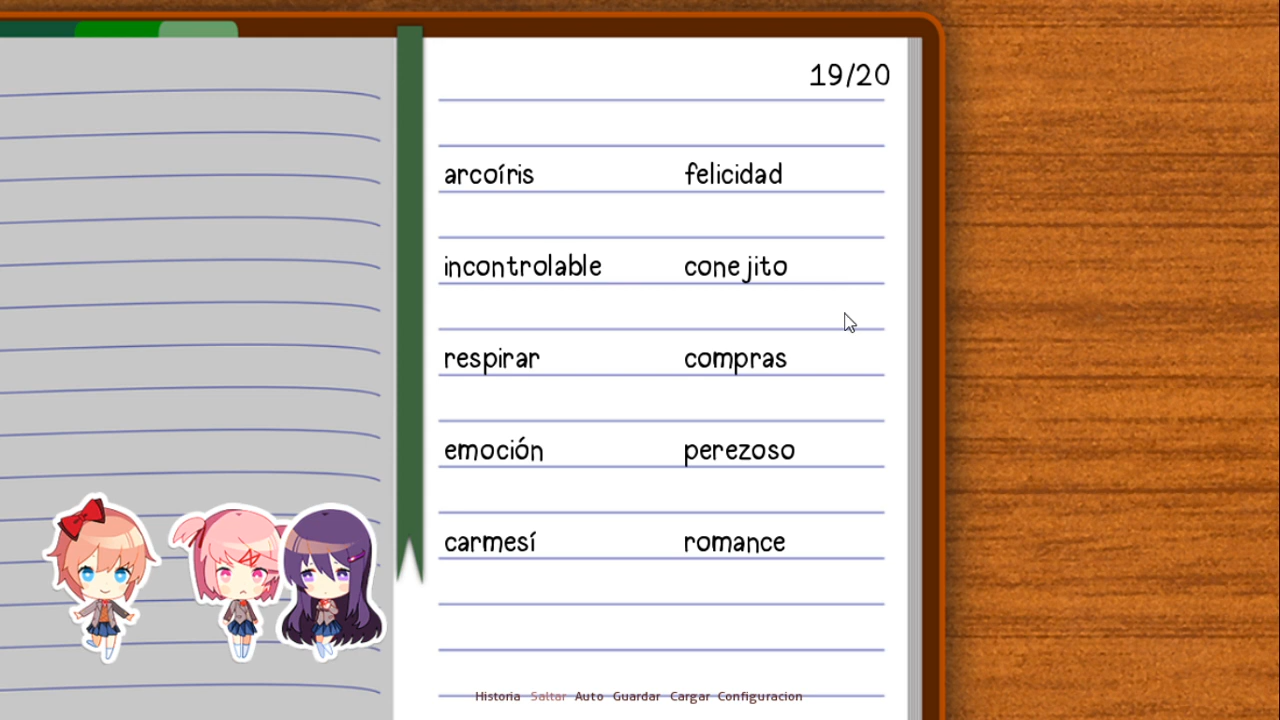 19/20
arcoíris felicidad
incontrolable conejito
respirar compras
emoción perezoso
carmesí romance
Historia Saltar Auto Guardar Cargar Configuracion